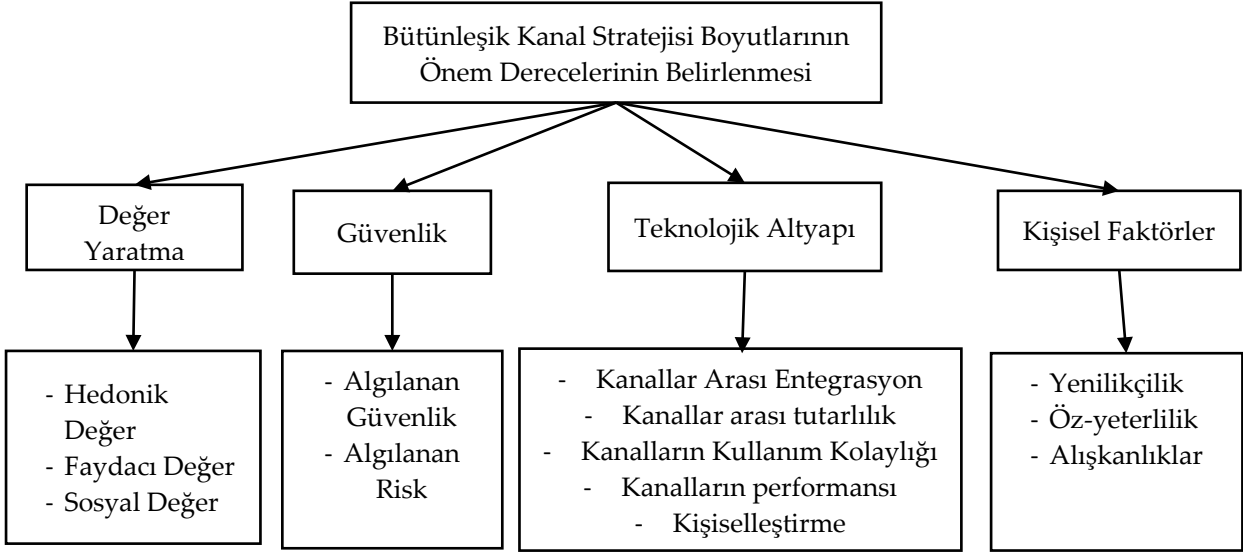 Bütünleşik Kanal Stratejisi Boyutlarının
Önem Derecelerinin Belirlenmesi
Değer
Yaratma
Güvenlik
Teknolojik Altyapı
Kişisel Faktörler
- Hedonik
Değer
- Faydacı Değer
- Sosyal Değer
- Algılanan
Güvenlik
- Algılanan
Risk
- Kanallar Arası Entegrasyon
- Kanallar arası tutarlılık
- Kanalların Kullanım Kolaylığı
- Kanalların performansı
- Kişiselleştirme
- Yenilikçilik
- Öz-yeterlilik
- Alışkanlıklar